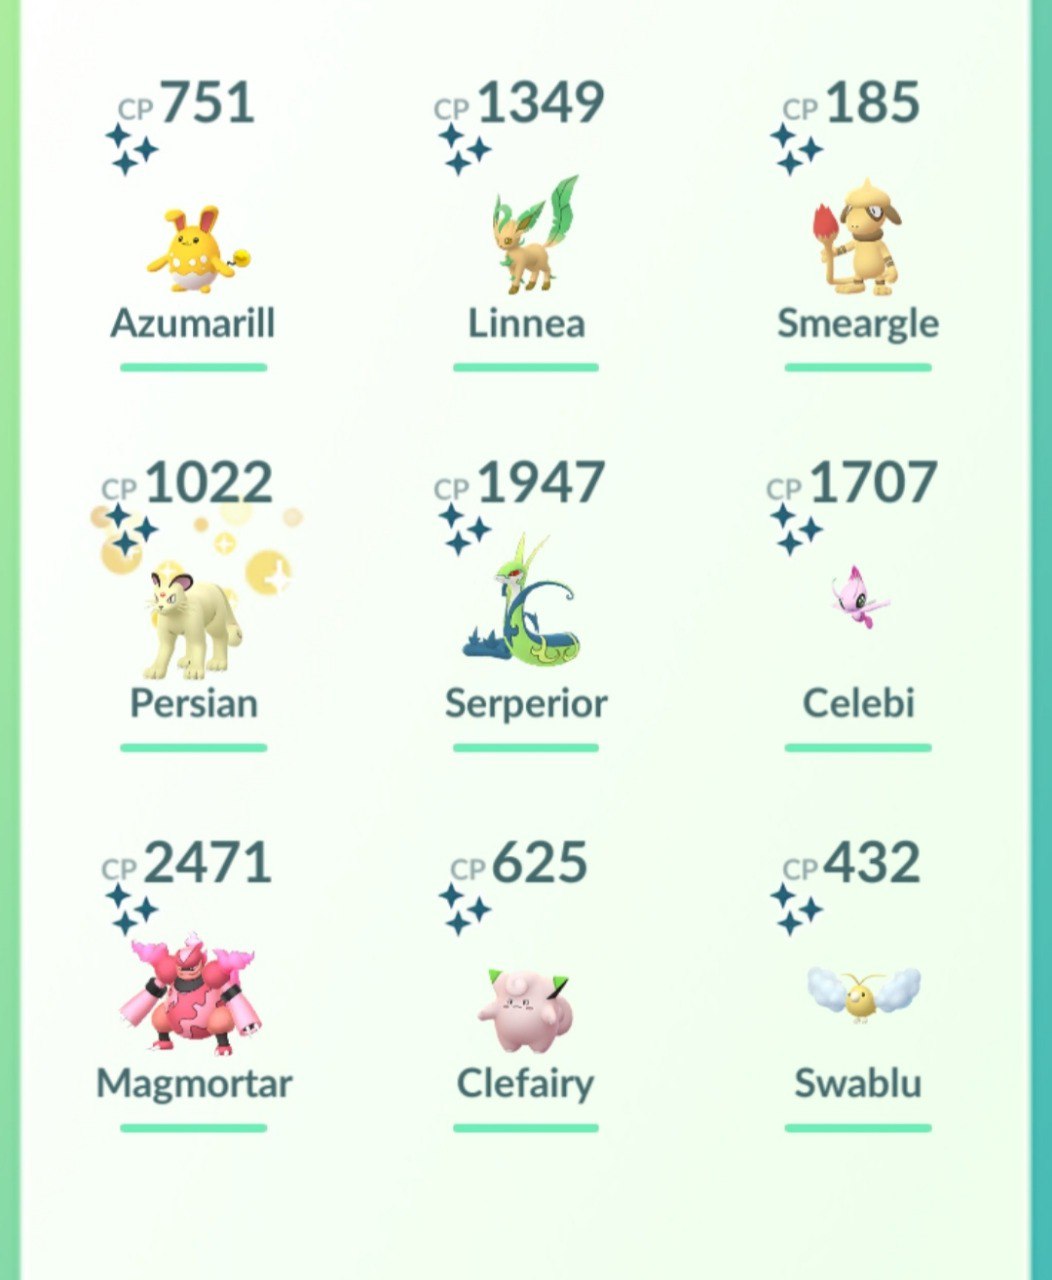 CP 751
CP 1349
CP 185
Azumarill
Linnea
Smeargle
CP 1022
CP 1947
CP 1707
Persian
Serperior
Celebi
CP 2471
CP 625
CP 432
Magmortar
Clefairy
Swablu